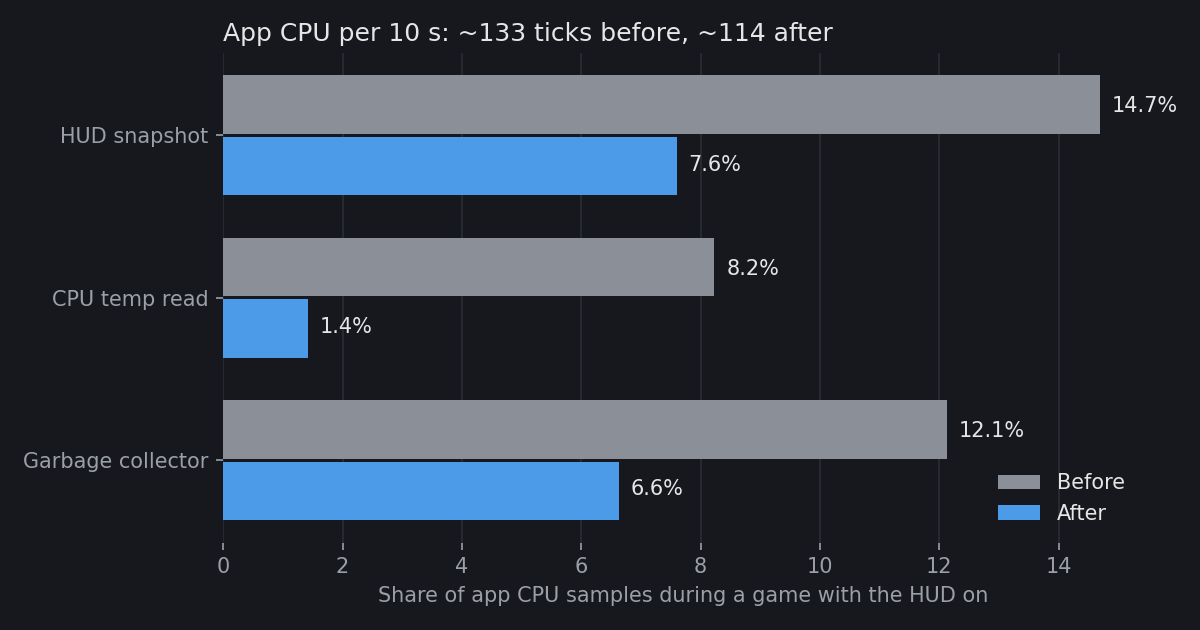 App CPU per 10 s: ~133 ticks before, ~114 after
HUD snapshot
14.7%
7.6%
CPU temp read
8.2%
1.4%
Garbage collector
12.1%
6.6%
Before
After
0 2 4 6 8 10 12 14
Share of app CPU samples during a game with the HUD on